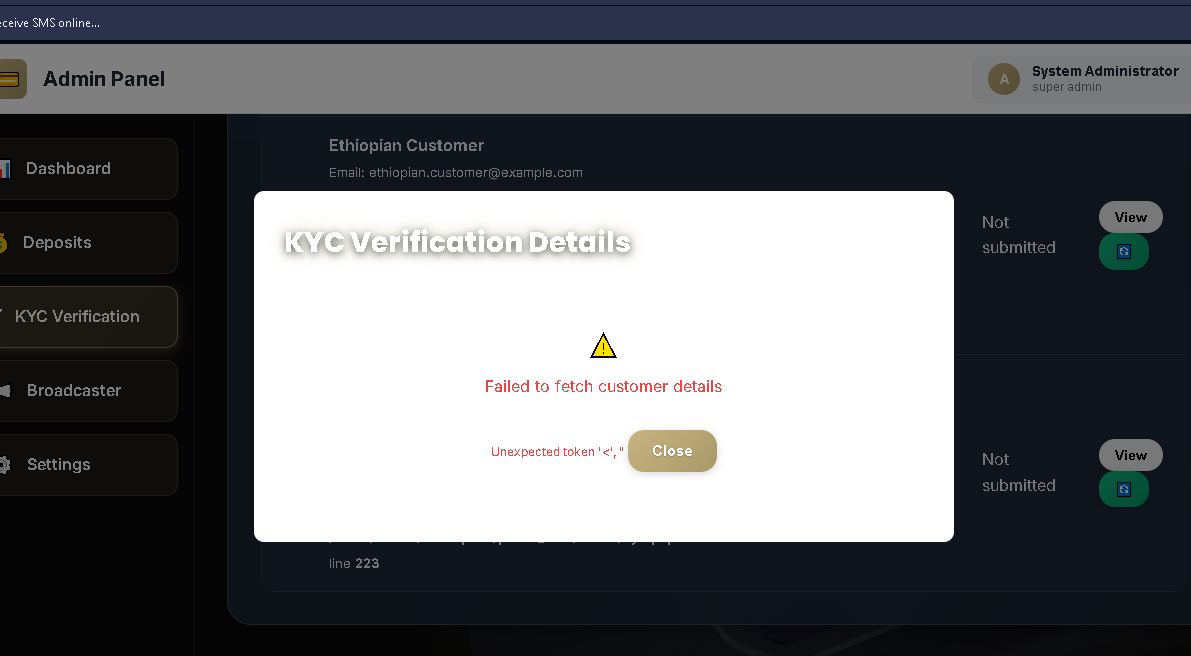 eceive SMS online...
Admin Panel
A
System Administrator
super admin
Dashboard
Deposits
KYC Verification
Broadcaster
Settings
Ethiopian Customer
Email: ethiopian.customer@example.com
Not
submitted
View
KYC Verification Details
Failed to fetch customer details
Unexpected token '<', "
Close
Not
submitted
View
line 223